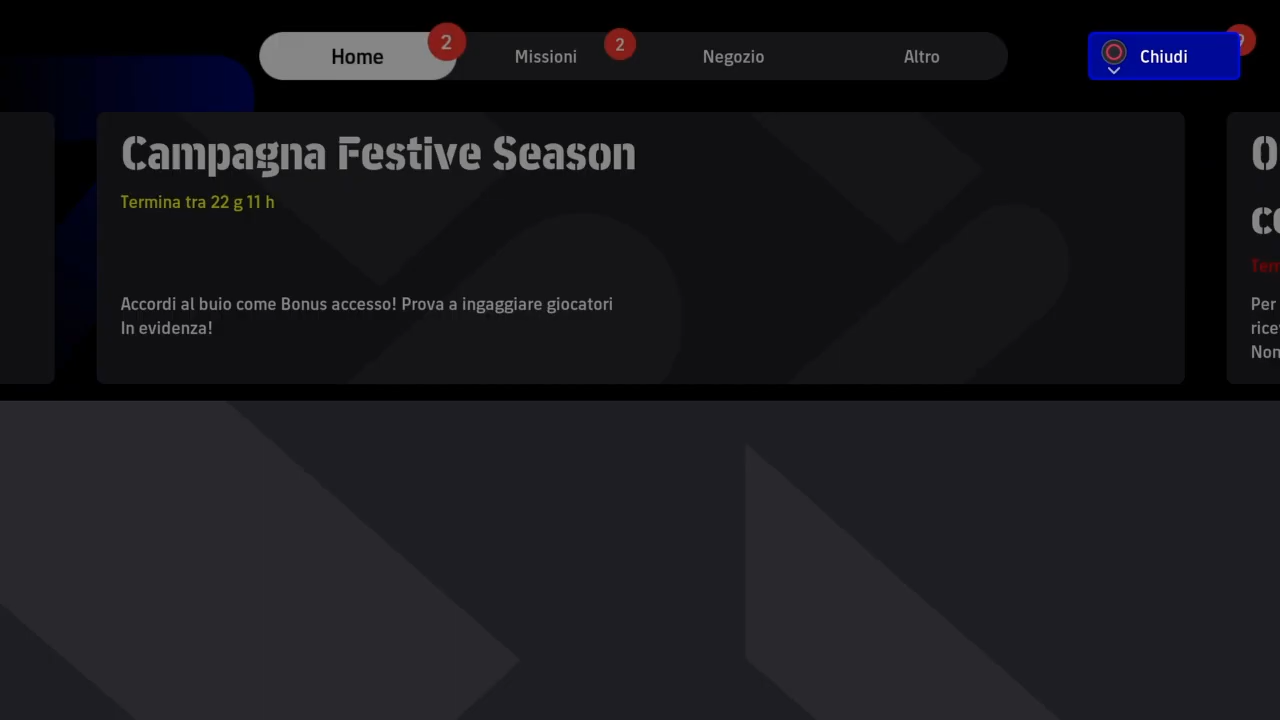 Home
2
Missioni
2
Negozio
Altro
Chiudi
Campagna Festive Season
Termina tra 22 g 11 h
Accordi al buio come Bonus accesso! Prova a ingaggiare giocatori
In evidenza!
Per
Non